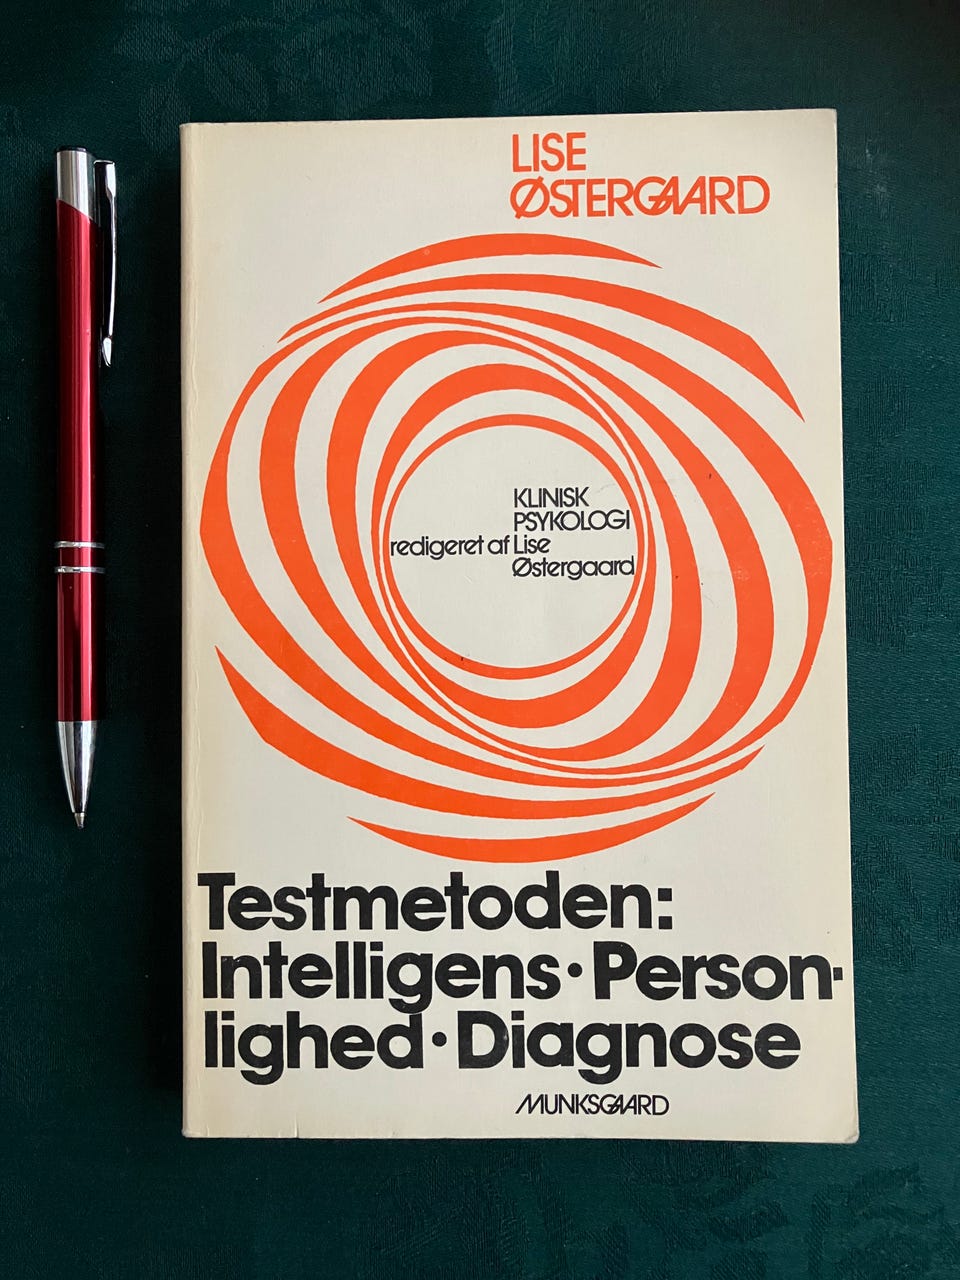 LISE
ØSTERGAARD
KLINISK
PSYKOLOGI
redigeret af Lise
Østergaard
Testmetoden:
Intelligens · Person-
lighed · Diagnose
MUNKSGAARD